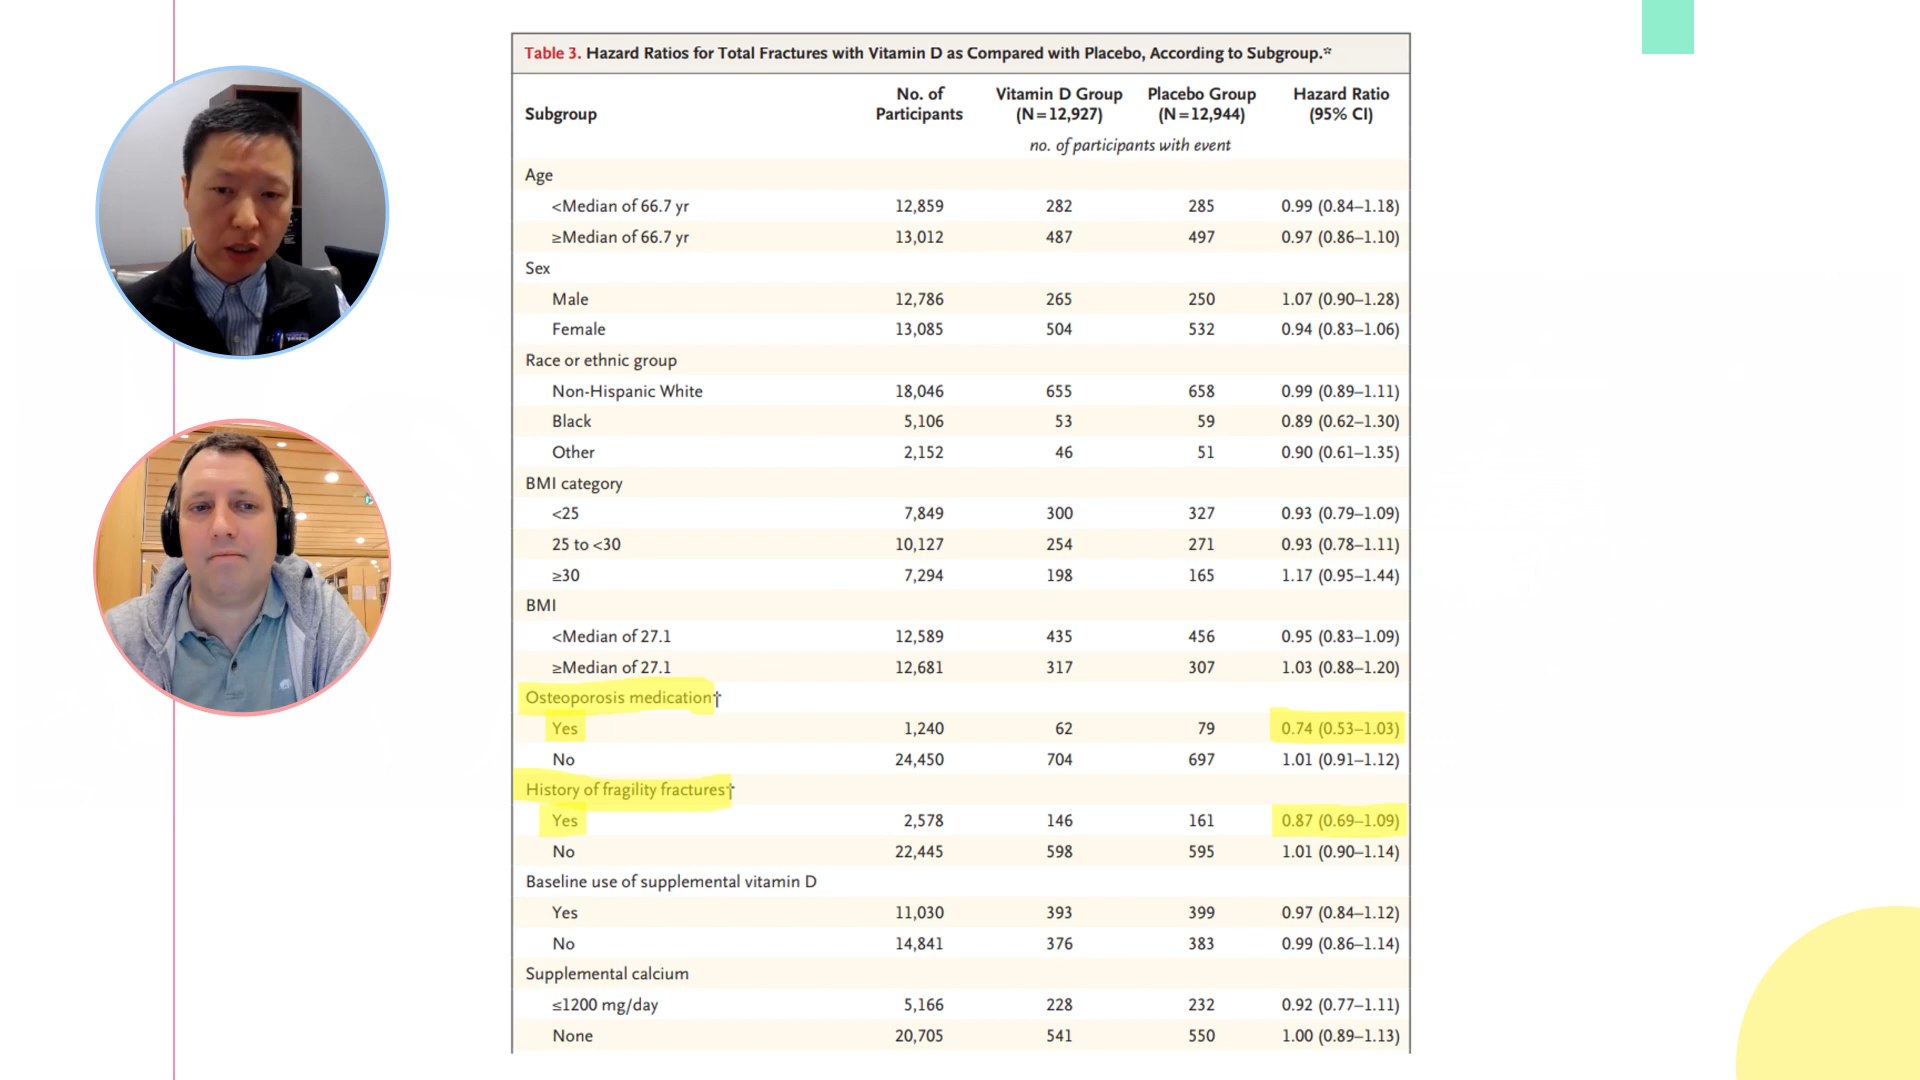 Table 3. Hazard Ratios for Total Fractures with Vitamin D as Compared with Placebo, According to Subgroup.*
Subgroup No. of Participants Vitamin D Group (N=12,927) Placebo Group (N=12,944) Hazard Ratio (95% CI)
no. of participants with event
Age
<Median of 66.7 yr 12,859 282 285 0.99 (0.84–1.18)
≥Median of 66.7 yr 13,012 487 497 0.97 (0.86–1.10)
Sex
Male 12,786 265 250 1.07 (0.90–1.28)
Female 13,085 504 532 0.94 (0.83–1.06)
Race or ethnic group
Non-Hispanic White 18,046 655 658 0.99 (0.89–1.11)
Black 5,106 53 59 0.89 (0.62–1.30)
Other 2,152 46 51 0.90 (0.61–1.35)
BMI category
<25 7,849 300 327 0.93 (0.79–1.09)
25 to <30 10,127 254 271 0.93 (0.78–1.11)
≥30 7,294 198 165 1.17 (0.95–1.44)
BMI
<Median of 27.1 12,589 435 456 0.95 (0.83–1.09)
≥Median of 27.1 12,681 317 307 1.03 (0.88–1.20)
Osteoporosis medication†
Yes 1,240 62 79 0.74 (0.53–1.03)
No 24,450 704 697 1.01 (0.91–1.12)
History of fragility fractures†
Yes 2,578 146 161 0.87 (0.69–1.09)
No 22,445 598 595 1.01 (0.90–1.14)
Baseline use of supplemental vitamin D
Yes 11,030 393 399 0.97 (0.84–1.12)
No 14,841 376 383 0.99 (0.86–1.14)
Supplemental calcium
≤1200 mg/day 5,166 228 232 0.92 (0.77–1.11)
None 20,705 541 550 1.00 (0.89–1.13)